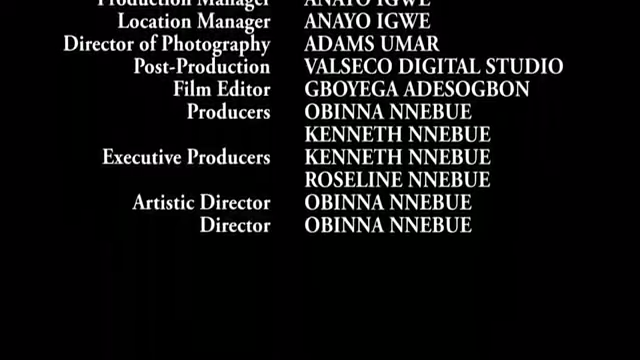 Production Manager ANAYO IGWE
Location Manager ANAYO IGWE
Director of Photography ADAMS UMAR
Post-Production VALSECO DIGITAL STUDIO
Film Editor GBOYEGA ADESOGBON
Producers OBINNA NNEBUE
KENNETH NNEBUE
Executive Producers KENNETH NNEBUE
ROSELINE NNEBUE
Artistic Director OBINNA NNEBUE
Director OBINNA NNEBUE